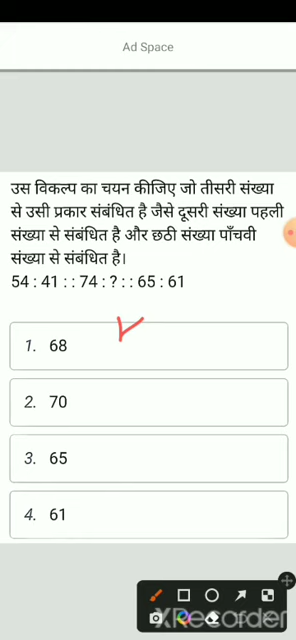 Ad Space
उस विकल्प का चयन कीजिए जो तीसरी संख्या
से उसी प्रकार संबंधित है जैसे दूसरी संख्या पहली
संख्या से संबंधित है और छठी संख्या पाँचवी
संख्या से संबंधित है।
54 : 41 : : 74 : ? : : 65 : 61
1. 68
2. 70
3. 65
4. 61
XRecorder